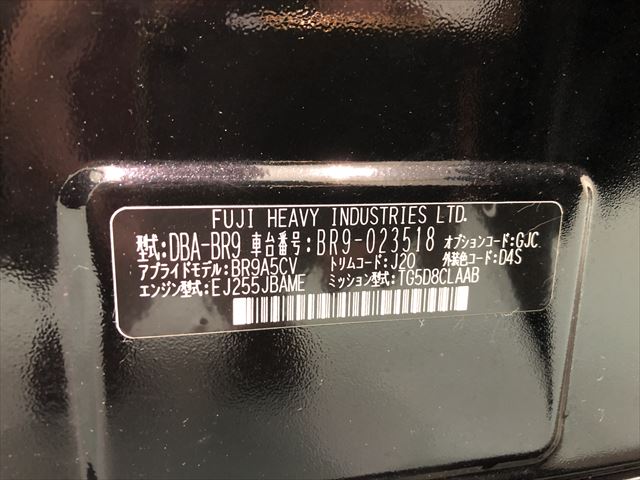 FUJI HEAVY INDUSTRIES LTD.
型式:DBA-BR9 車台番号:BR9-023518 オプションコード:GJC
アプライドモデル:BR9A5CV トリムコード:J20 外装色コード:D4S
エンジン型式:EJ255JBAME ミッション型式:TG5D8CLAAB